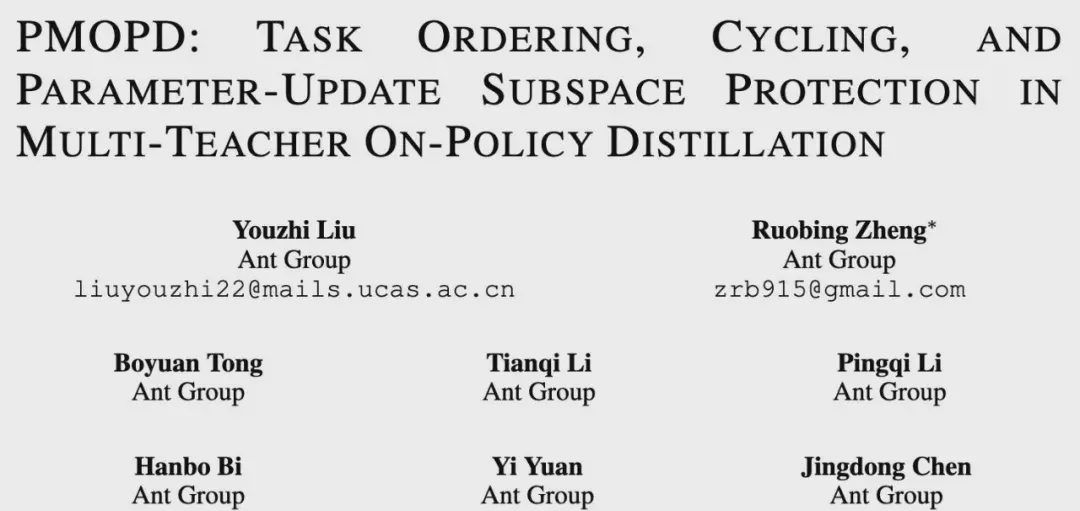 PMOPD: TASK ORDERING, CYCLING, AND
PARAMETER-UPDATE SUBSPACE PROTECTION IN
MULTI-TEACHER ON-POLICY DISTILLATION
Youzhi Liu
Ant Group
liuyouzhi22@mails.ucas.ac.cn
Ruobing Zheng*
Ant Group
zrb915@gmail.com
Boyuan Tong
Ant Group
Tianqi Li
Ant Group
Pingqi Li
Ant Group
Hanbo Bi
Ant Group
Yi Yuan
Ant Group
Jingdong Chen
Ant Group